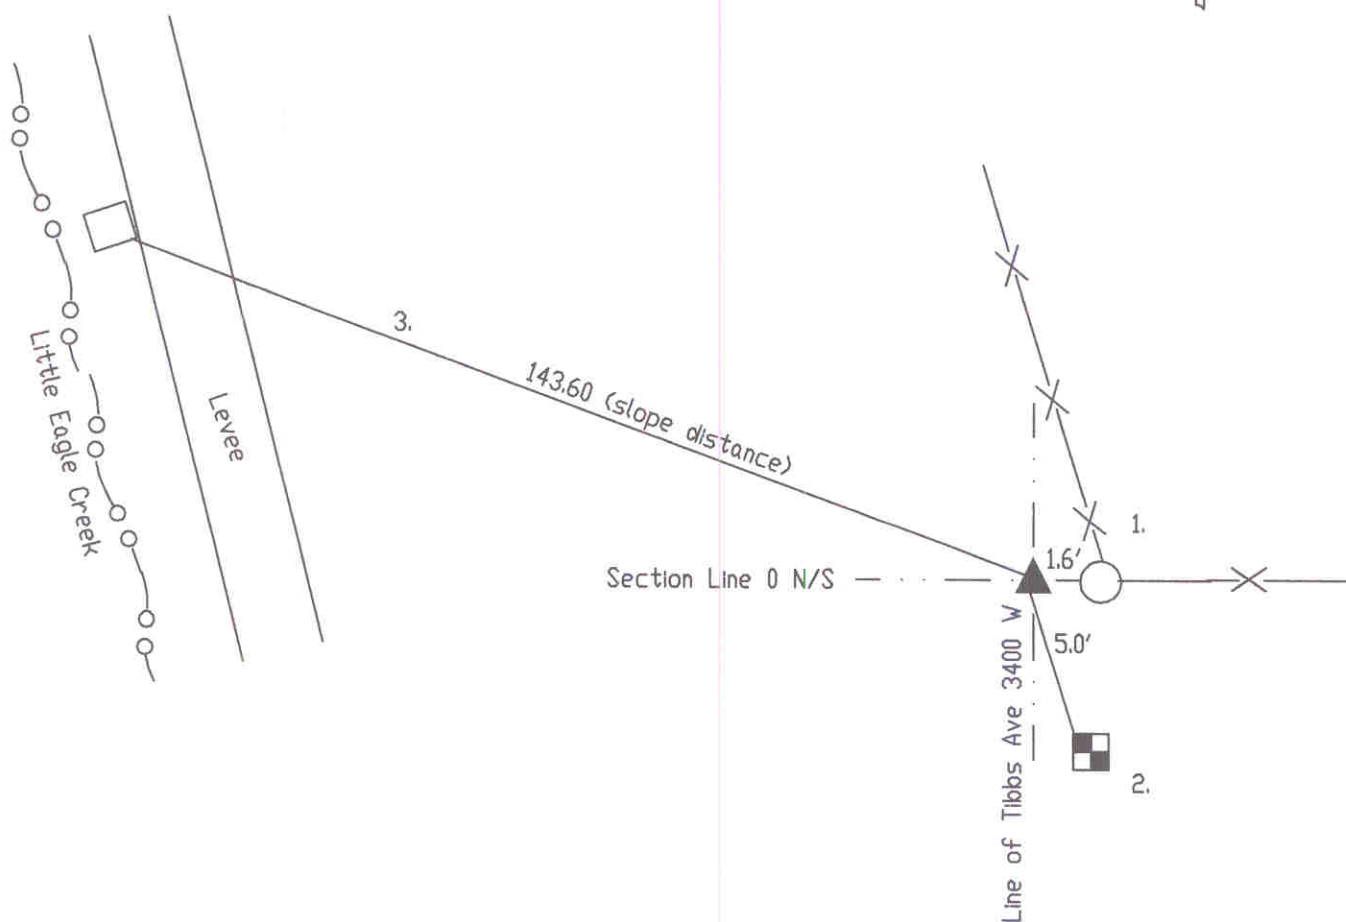 3.
143.60 (slope distance)
Little Eagle Creek
Levee
1.
1.6'
Section Line 0 N/S
5.0'
Line of Tibbs Ave 3400 W
2.